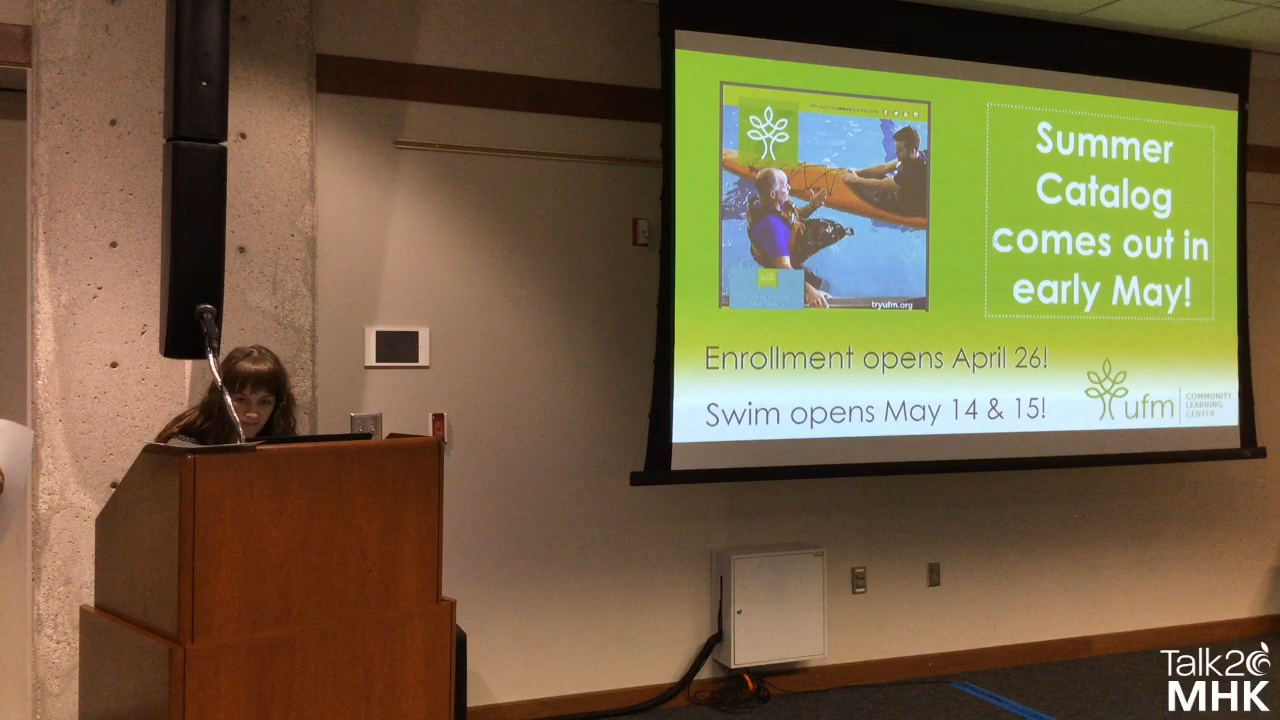 tryufm.org
Summer
Catalog
comes out in
early May!
Enrollment opens April 26!
Swim opens May 14 & 15!
ufm
COMMUNITY
LEARNING
CENTER
Talk20
MHK